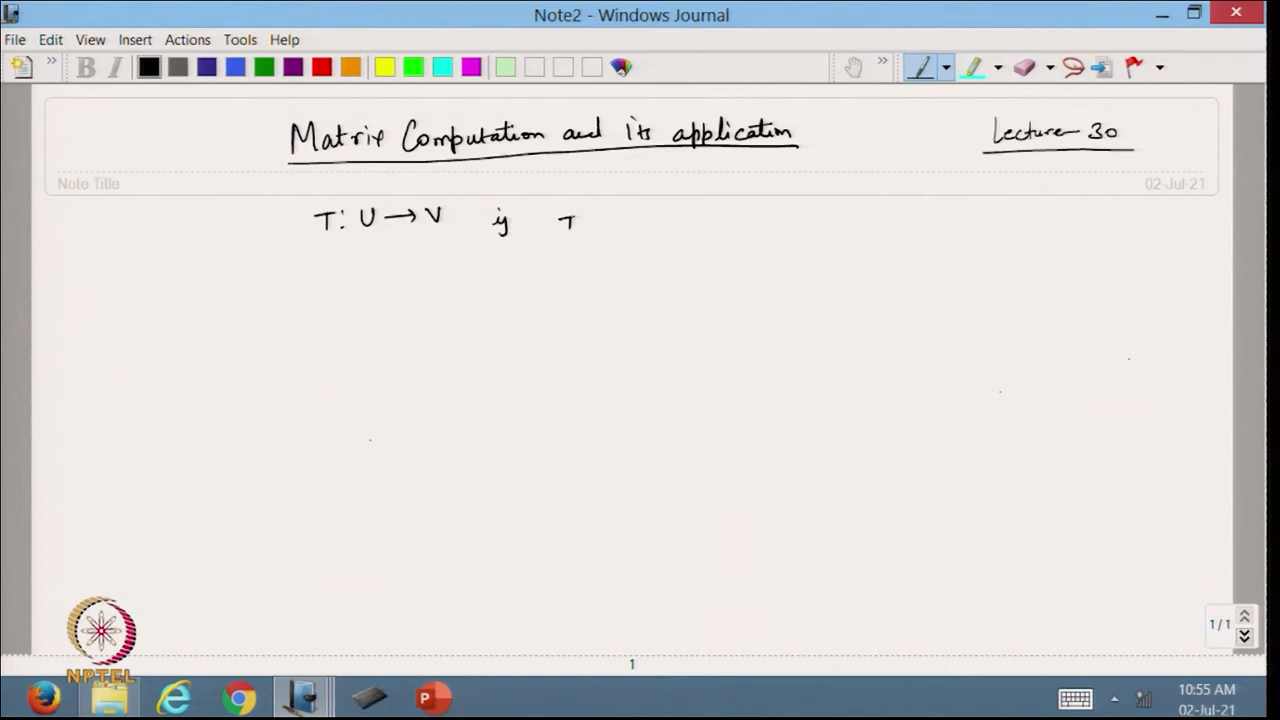 Note2 - Windows Journal
File Edit View Insert Actions Tools Help
B I
Matrix Computation and its application
Lecture-30
Note Title
02-Jul-21
T: U → V if T
1/1
1
NPTEL
10:55 AM
02-Jul-21